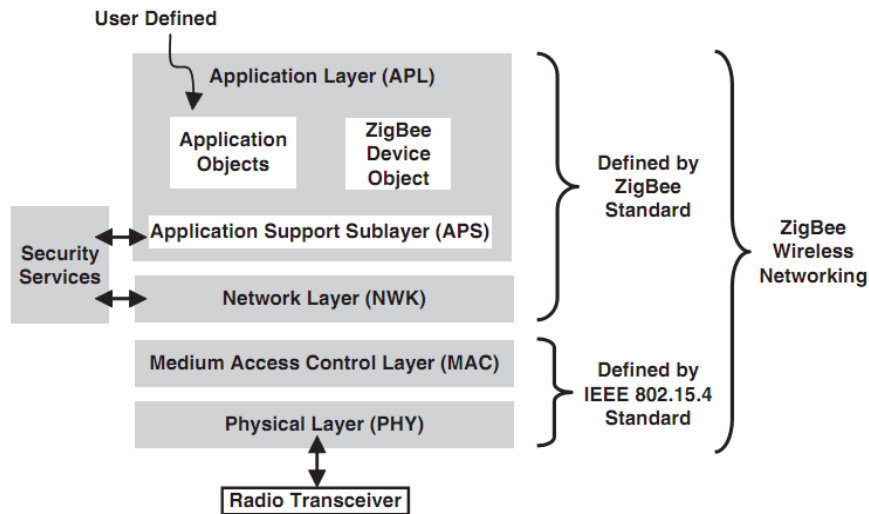 User Defined
Application Layer (APL)
Application
Objects
ZigBee
Device
Object
Application Support Sublayer (APS)
Security
Services
Network Layer (NWK)
Medium Access Control Layer (MAC)
Physical Layer (PHY)
Radio Transceiver
Defined by
ZigBee
Standard
Defined by
IEEE 802.15.4
Standard
ZigBee
Wireless
Networking